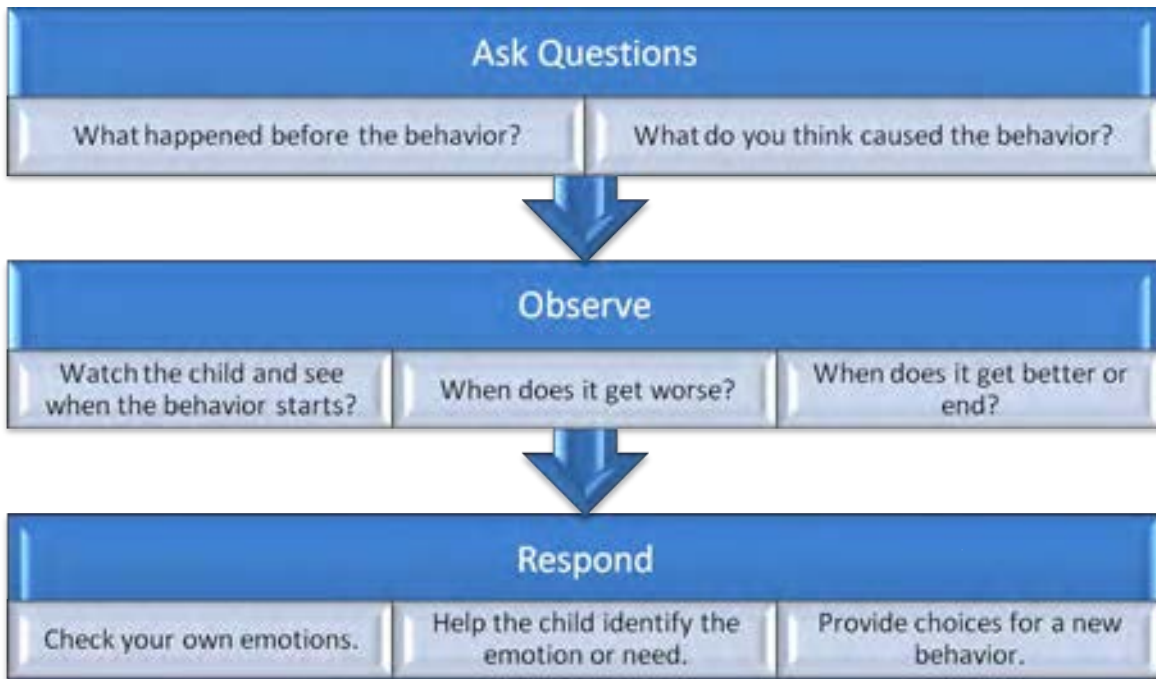 Ask Questions
What happened before the behavior?
What do you think caused the behavior?
Observe
Watch the child and see
when the behavior starts?
When does it get worse?
When does it get better or
end?
Respond
Check your own emotions.
Help the child identify the
emotion or need.
Provide choices for a new
behavior.